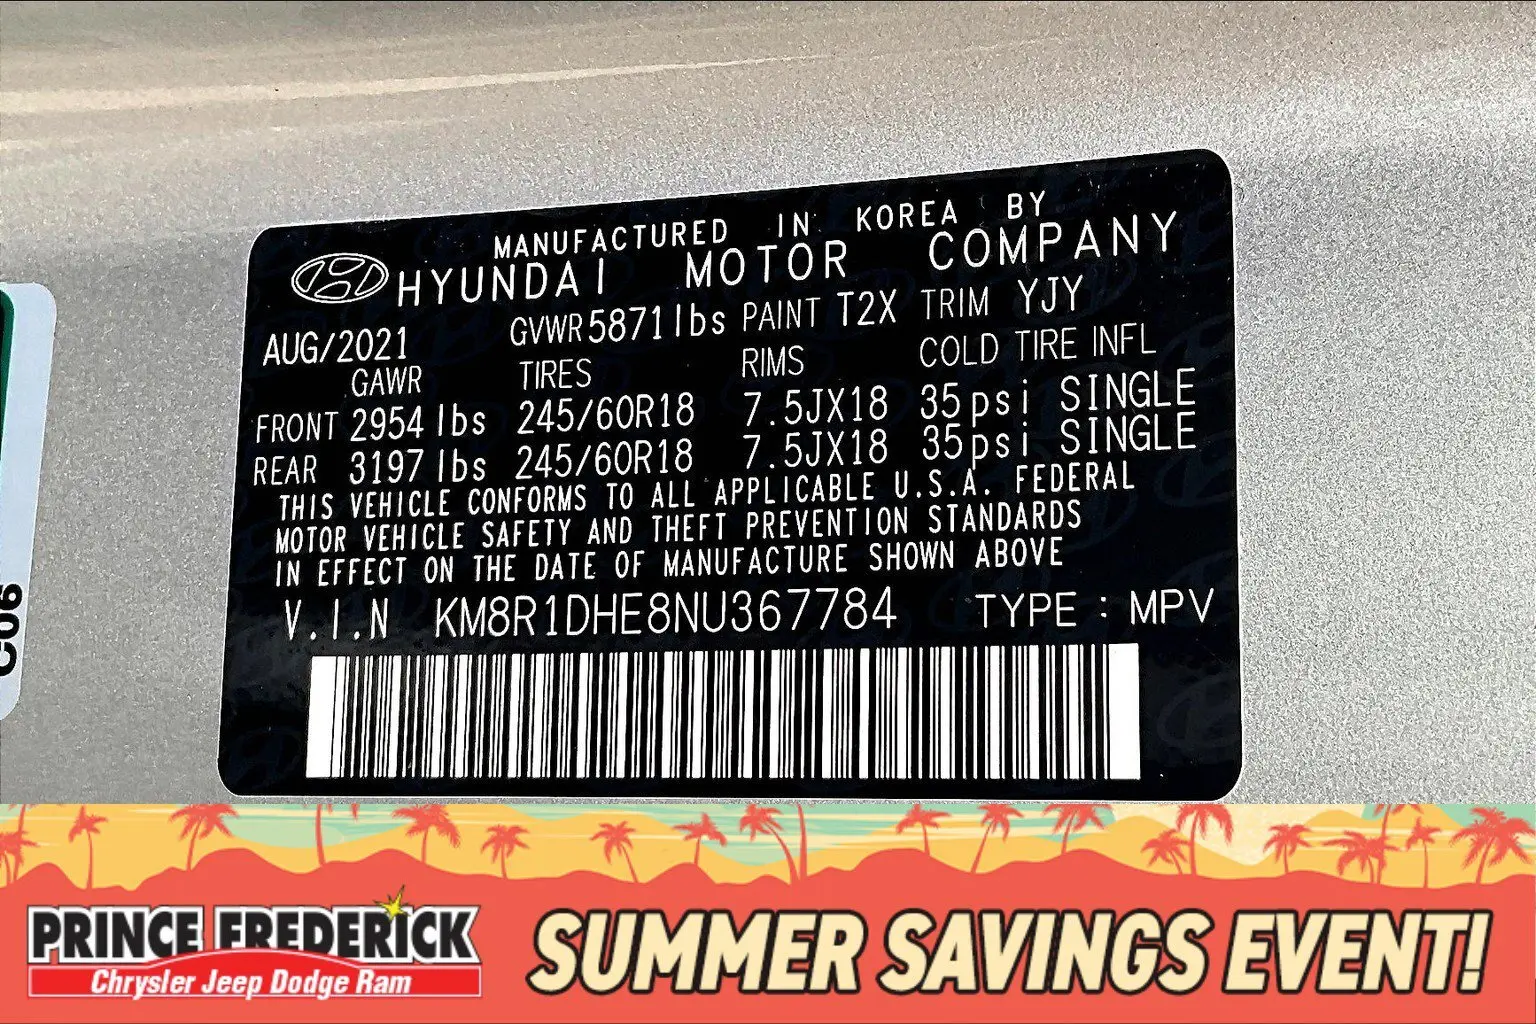 MANUFACTURED IN KOREA BY
HYUNDAI MOTOR COMPANY
AUG/2021 GVWR 5871 lbs PAINT T2X TRIM YJY
GAWR TIRES RIMS COLD TIRE INFL
FRONT 2954 lbs 245/60R18 7.5JX18 35psi SINGLE
REAR 3197 lbs 245/60R18 7.5JX18 35psi SINGLE
THIS VEHICLE CONFORMS TO ALL APPLICABLE U.S.A. FEDERAL
MOTOR VEHICLE SAFETY AND THEFT PREVENTION STANDARDS
IN EFFECT ON THE DATE OF MANUFACTURE SHOWN ABOVE
V.I.N KM8R1DHE8NU367784 TYPE : MPV
C06
PRINCE FREDERICK
Chrysler Jeep Dodge Ram
SUMMER SAVINGS EVENT!